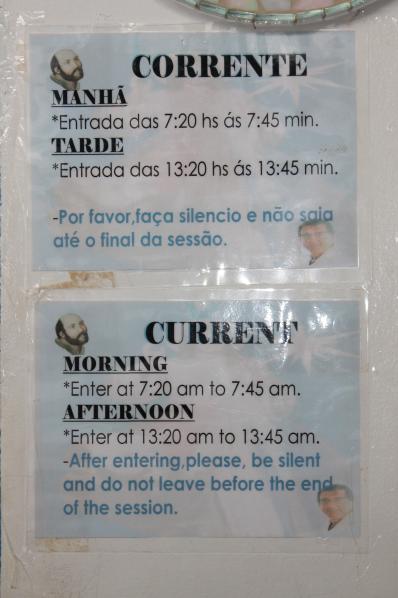 CORRENTE
MANHÃ
*Entrada das 7:20 hs ás 7:45 min.
TARDE
*Entrada das 13:20 hs ás 13:45 min.
-Por favor,faça silencio e não saia
até o final da sessão.
CURRENT
MORNING
*Enter at 7:20 am to 7:45 am.
AFTERNOON
*Enter at 13:20 am to 13:45 am.
-After entering,please, be silent
and do not leave before the end
of the session.